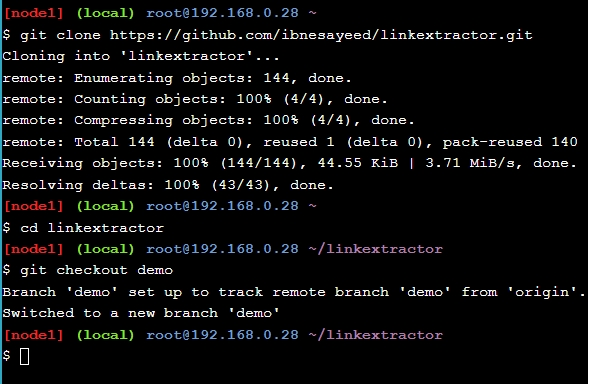 [node1] (local) root@192.168.0.28 ~
$ git clone https://github.com/ibnesayeed/linkextractor.git
Cloning into 'linkextractor'...
remote: Enumerating objects: 144, done.
remote: Counting objects: 100% (4/4), done.
remote: Compressing objects: 100% (4/4), done.
remote: Total 144 (delta 0), reused 1 (delta 0), pack-reused 140
Receiving objects: 100% (144/144), 44.55 KiB | 3.71 MiB/s, done.
Resolving deltas: 100% (43/43), done.
[node1] (local) root@192.168.0.28 ~
$ cd linkextractor
[node1] (local) root@192.168.0.28 ~/linkextractor
$ git checkout demo
Branch 'demo' set up to track remote branch 'demo' from 'origin'.
Switched to a new branch 'demo'
[node1] (local) root@192.168.0.28 ~/linkextractor
$